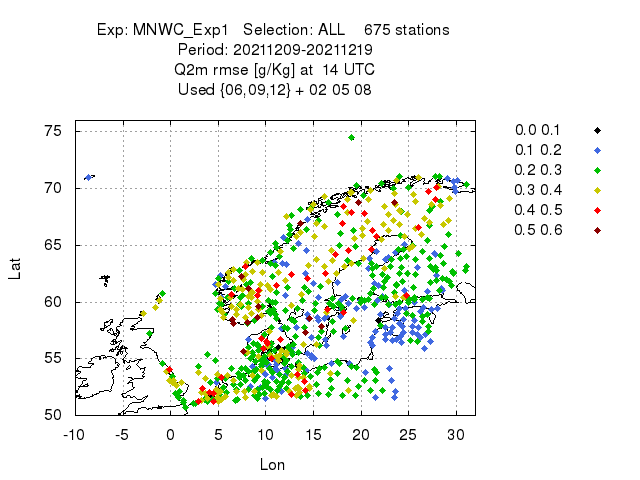 Exp: MNWC_Exp1 Selection: ALL 675 stations
Period: 20211209-20211219
Q2m rmse [g/Kg] at 14 UTC
Used {06,09,12} + 02 05 08
75
70
65
60
55
50
Lat
-10 -5 0 5 10 15 20 25 30
Lon
0.0 0.1
0.1 0.2
0.2 0.3
0.3 0.4
0.4 0.5
0.5 0.6